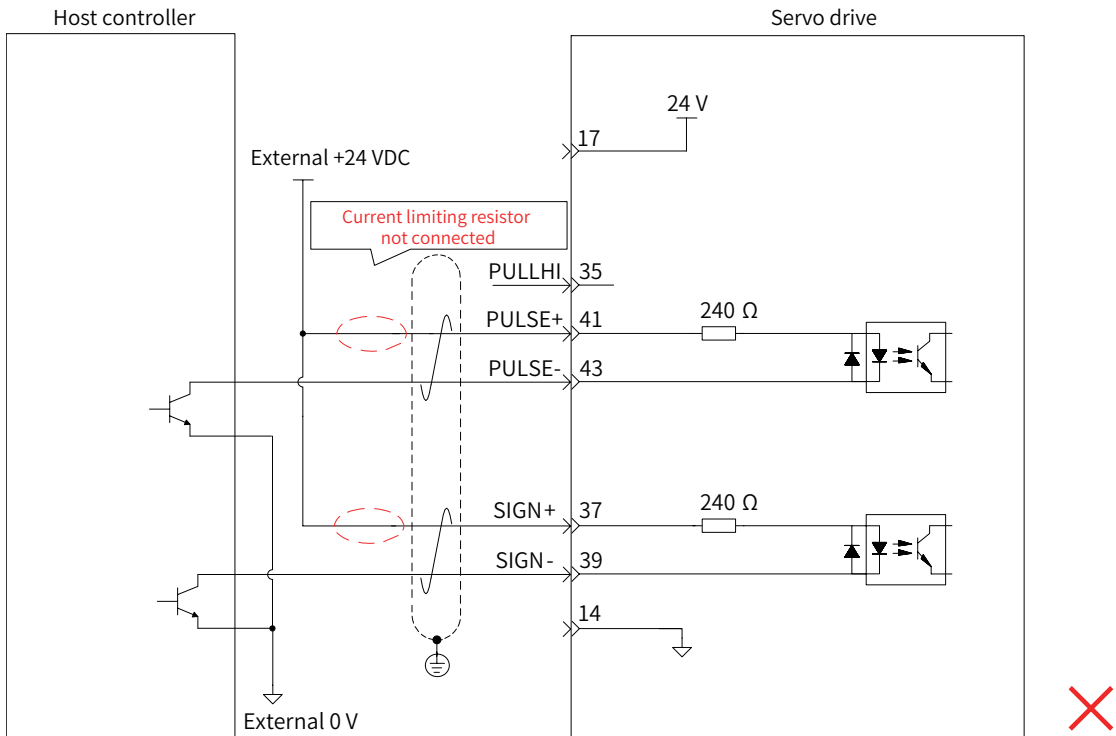 Host controller
Servo drive
24 V
17
External +24 VDC
Current limiting resistor
not connected
PULLHI 35
PULSE+ 41
240 Ω
PULSE- 43
SIGN+ 37
240 Ω
SIGN- 39
14
External 0 V